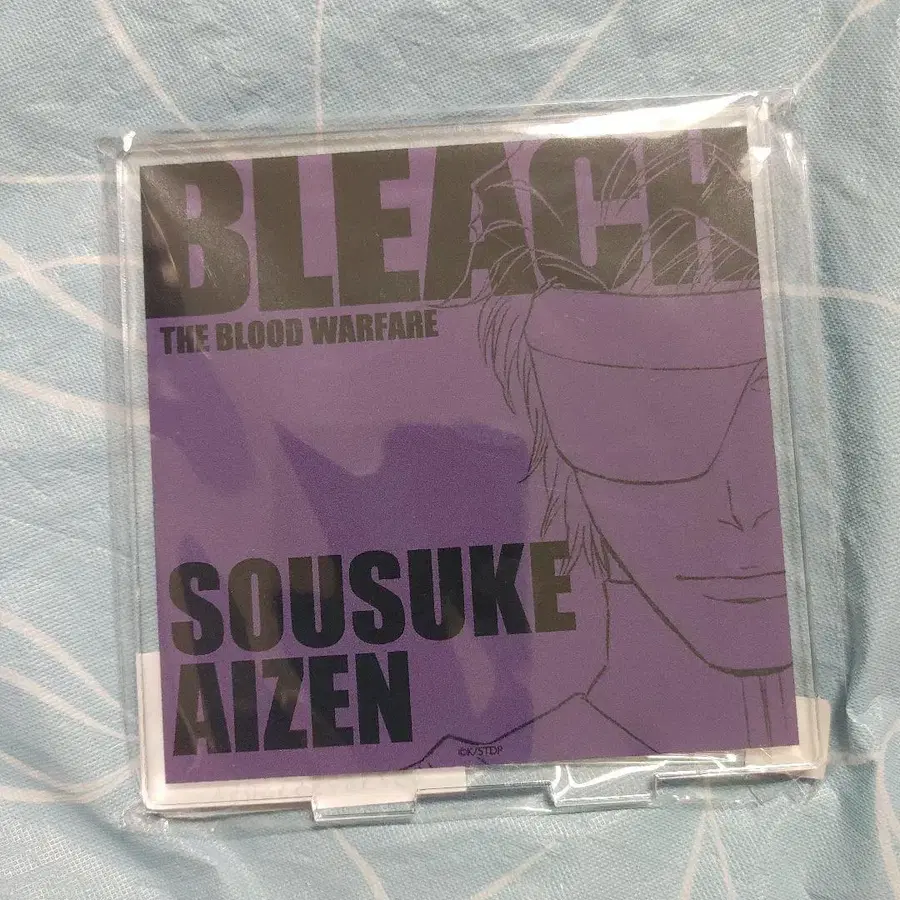 BLEACH
THE BLOOD WARFARE
SOUSUKE
AIZEN
©K/STDP